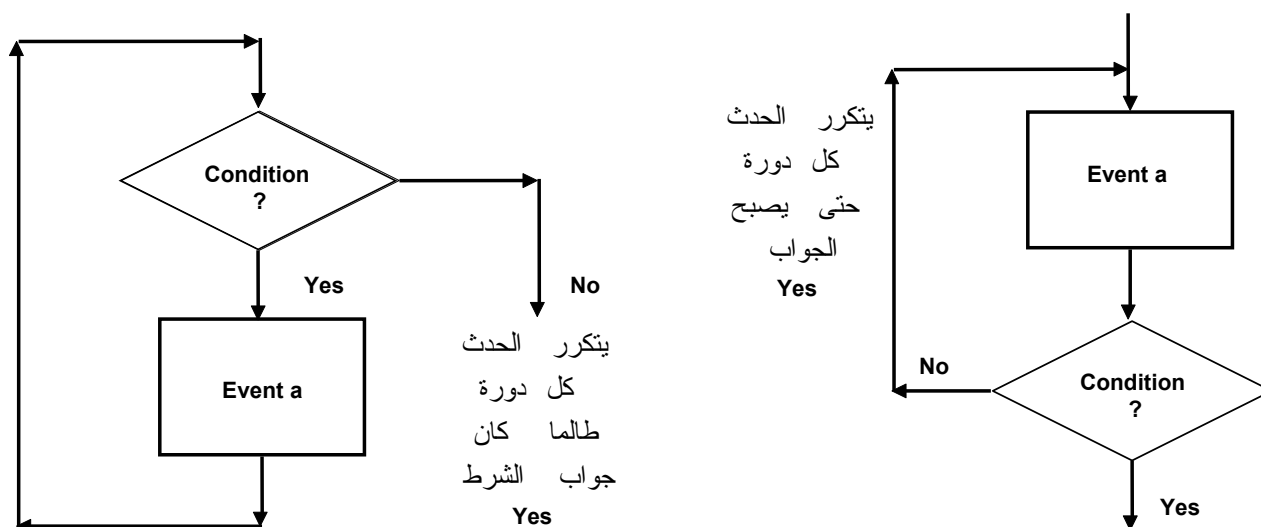 Condition
?
Yes
No
Event a
يتكرر الحدث
كل دورة
طالما كان
جواب الشرط
Yes
يتكرر الحدث
كل دورة
حتى يصبح
الجواب
Yes
Event a
No
Condition
?
Yes